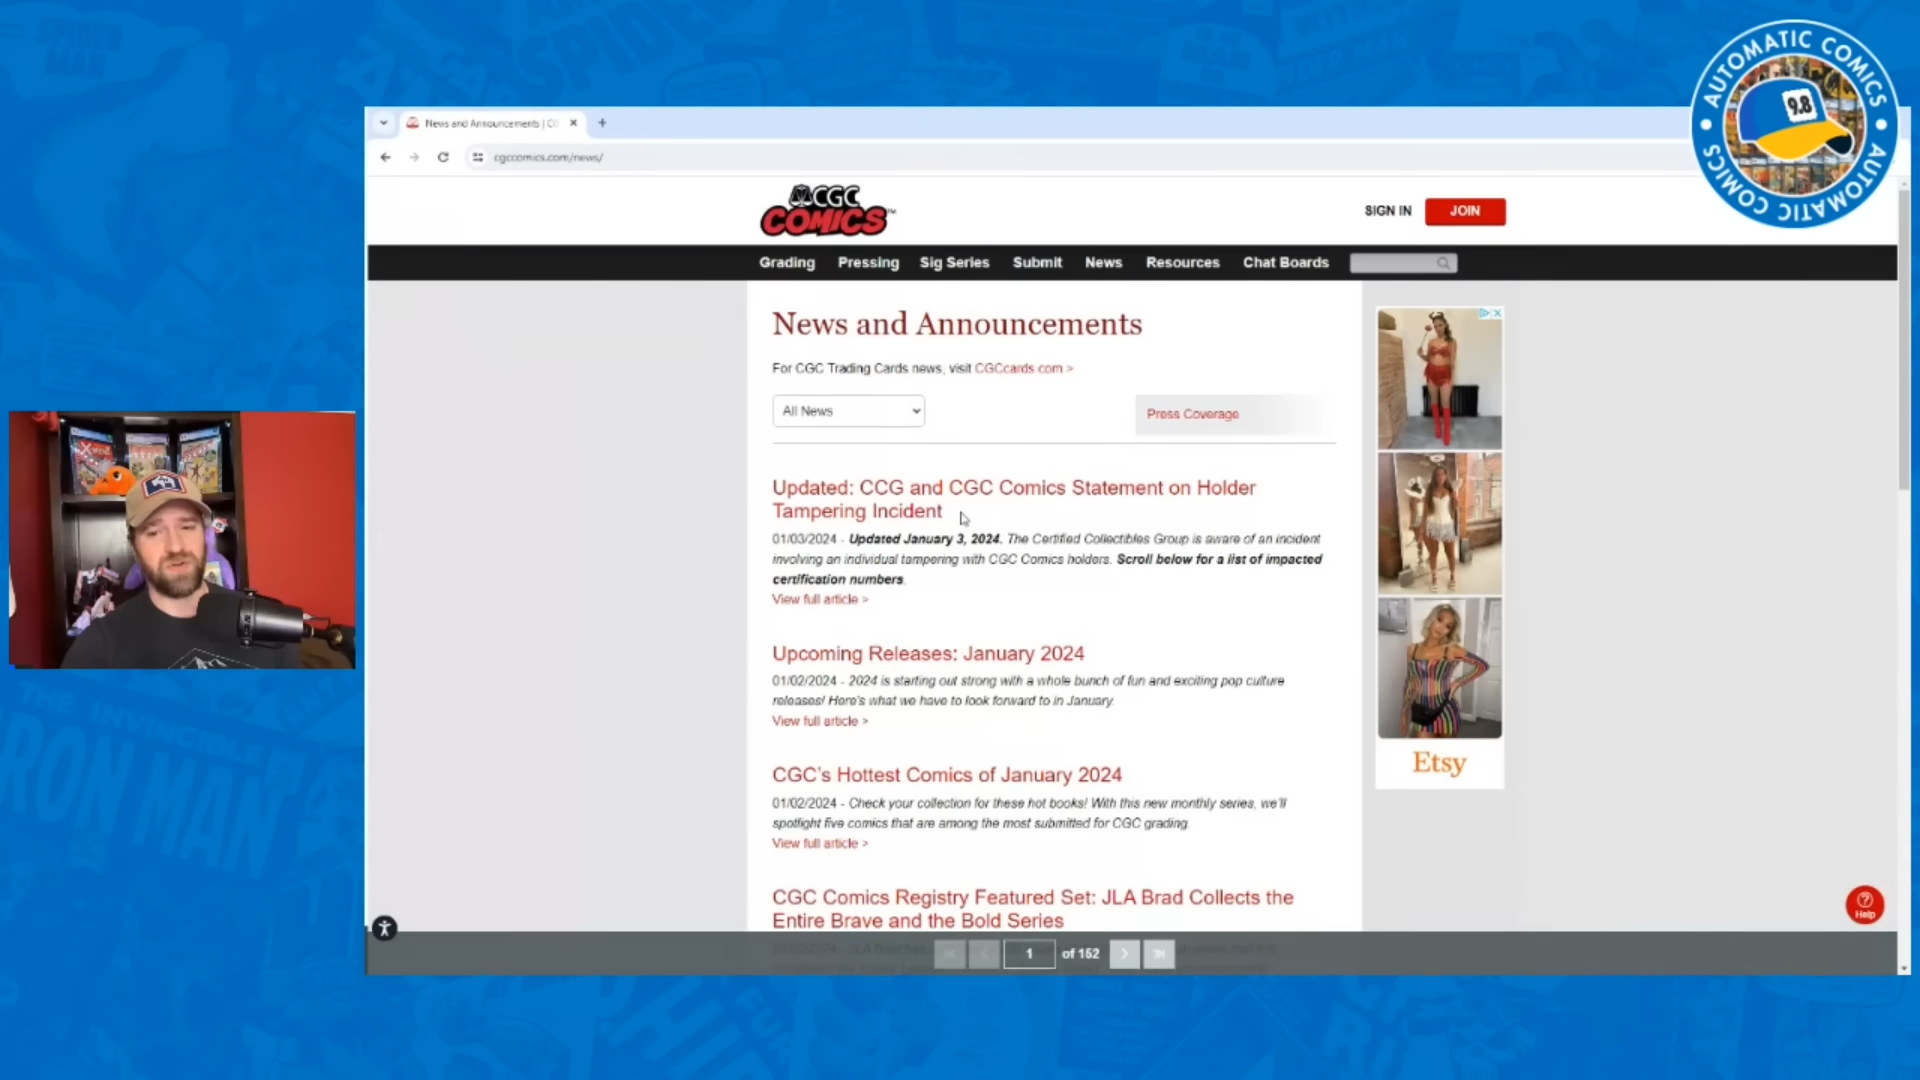 AUTOMATIC COMICS
AUTOMATIC COMICS
9.8
News and Announcements | CG
cgccomics.com/news/
CGC
COMICS™
SIGN IN
JOIN
Grading
Pressing
Sig Series
Submit
News
Resources
Chat Boards
News and Announcements
For CGC Trading Cards news, visit CGCcards.com >
All News
Press Coverage
Updated: CCG and CGC Comics Statement on Holder
Tampering Incident
01/03/2024 - Updated January 3, 2024. The Certified Collectibles Group is aware of an incident
involving an individual tampering with CGC Comics holders. Scroll below for a list of impacted
certification numbers.
View full article >
Upcoming Releases: January 2024
01/02/2024 - 2024 is starting out strong with a whole bunch of fun and exciting pop culture
releases! Here's what we have to look forward to in January.
View full article >
CGC's Hottest Comics of January 2024
01/02/2024 - Check your collection for these hot books! With this new monthly series, we'll
spotlight five comics that are among the most submitted for CGC grading.
View full article >
CGC Comics Registry Featured Set: JLA Brad Collects the
Entire Brave and the Bold Series
1
of 152
Etsy
Help
THE INVINCIBLE
IRON MAN